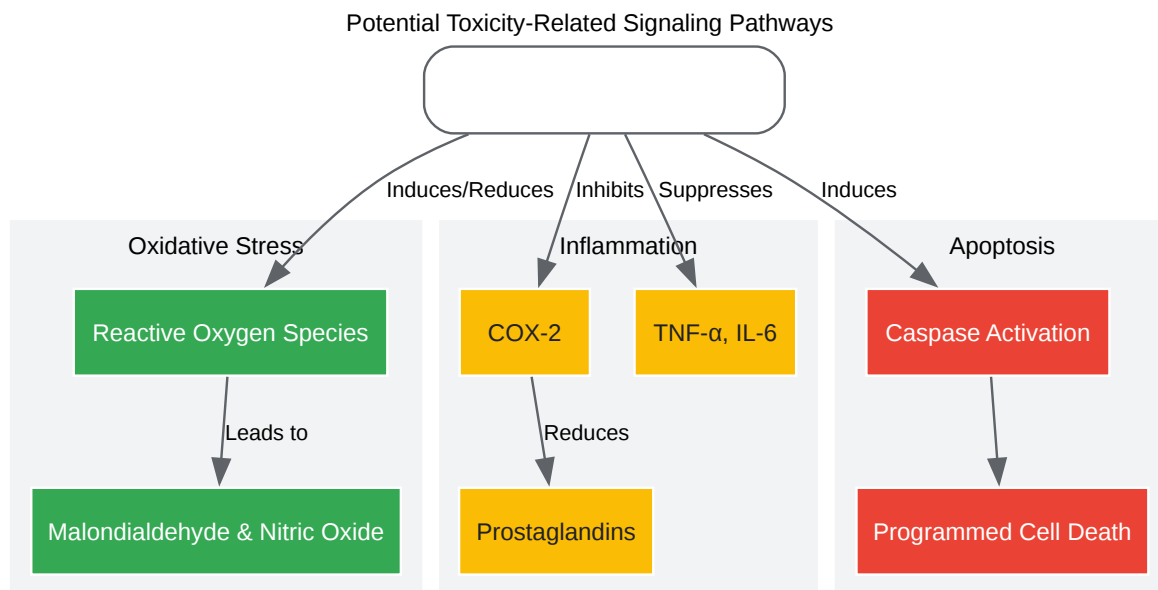 Potential Toxicity-Related Signaling Pathways
Induces/Reduces
Inhibits
Suppresses
Induces
Oxidative Stress
Inflammation
Apoptosis
Reactive Oxygen Species
COX-2
TNF-α, IL-6
Caspase Activation
Leads to
Reduces
Malondialdehyde & Nitric Oxide
Prostaglandins
Programmed Cell Death